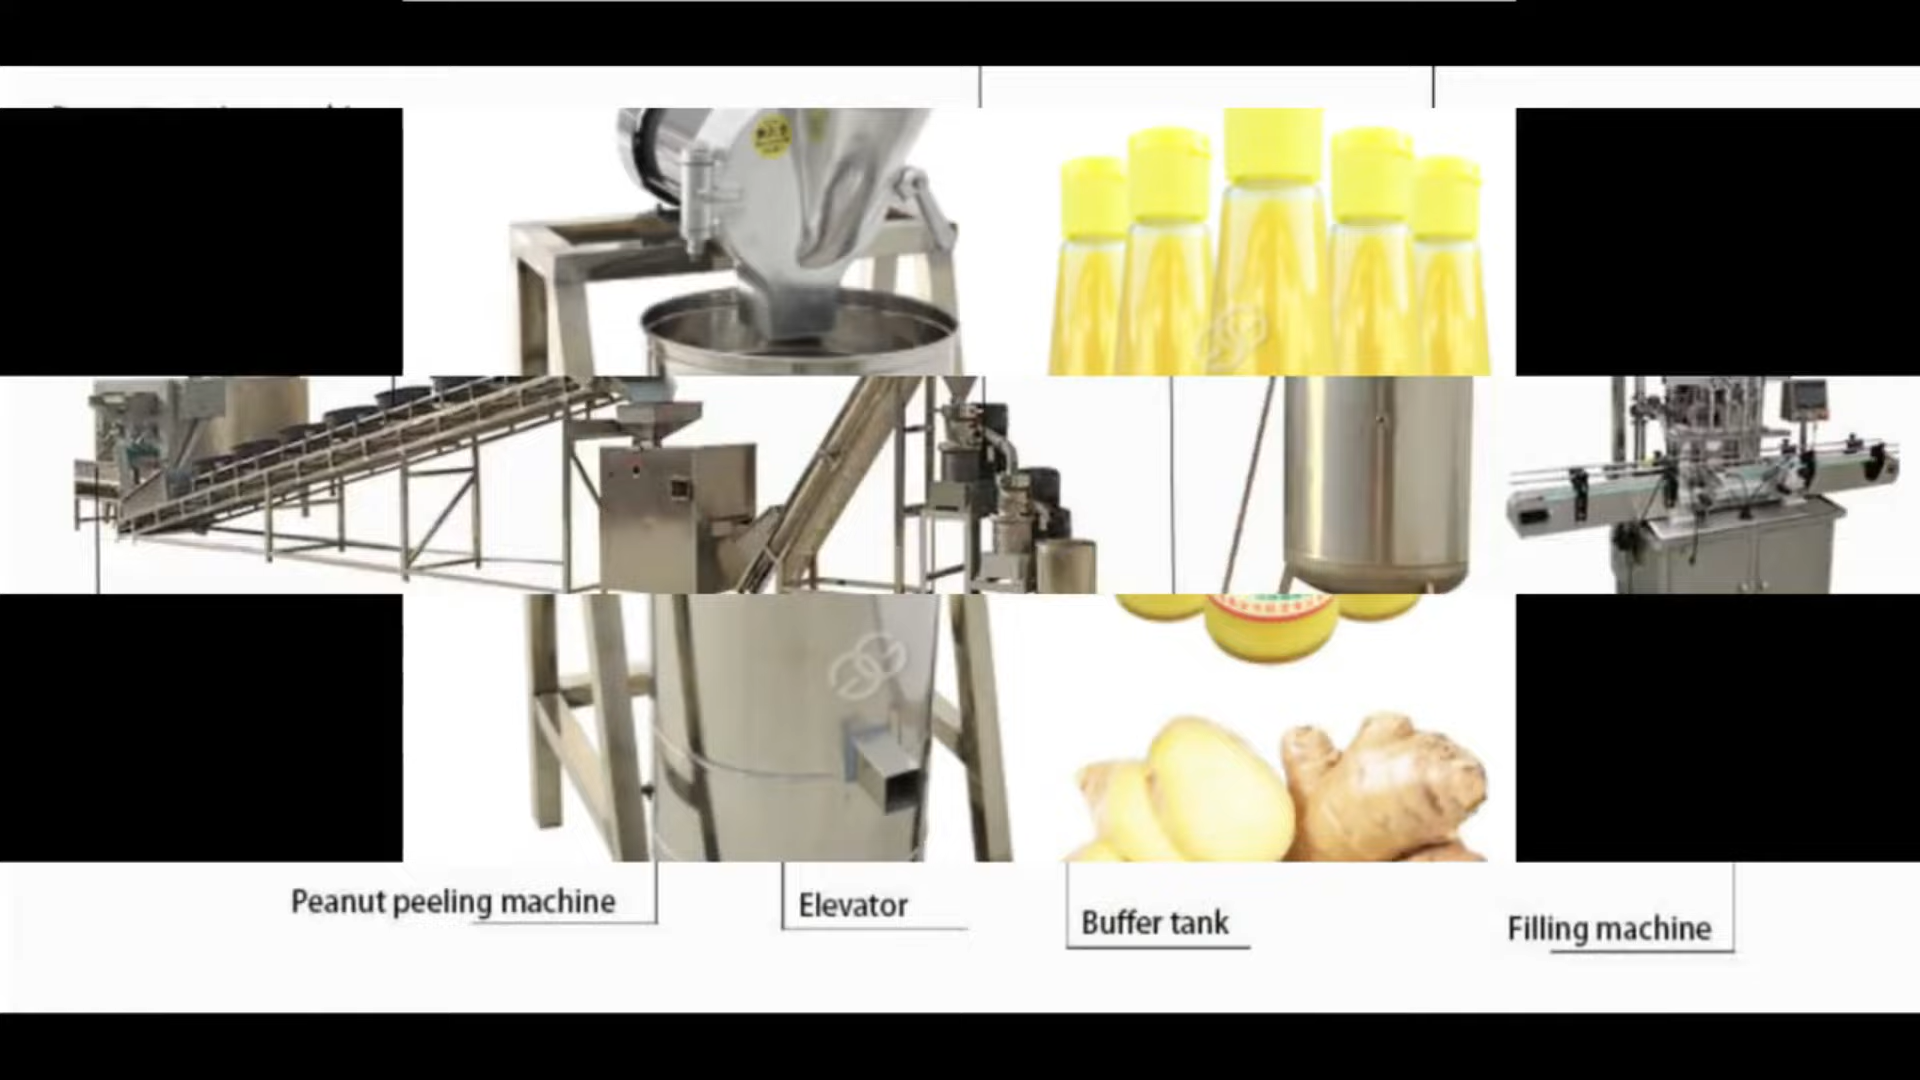 Peanut peeling machine
Elevator
Buffer tank
Filling machine